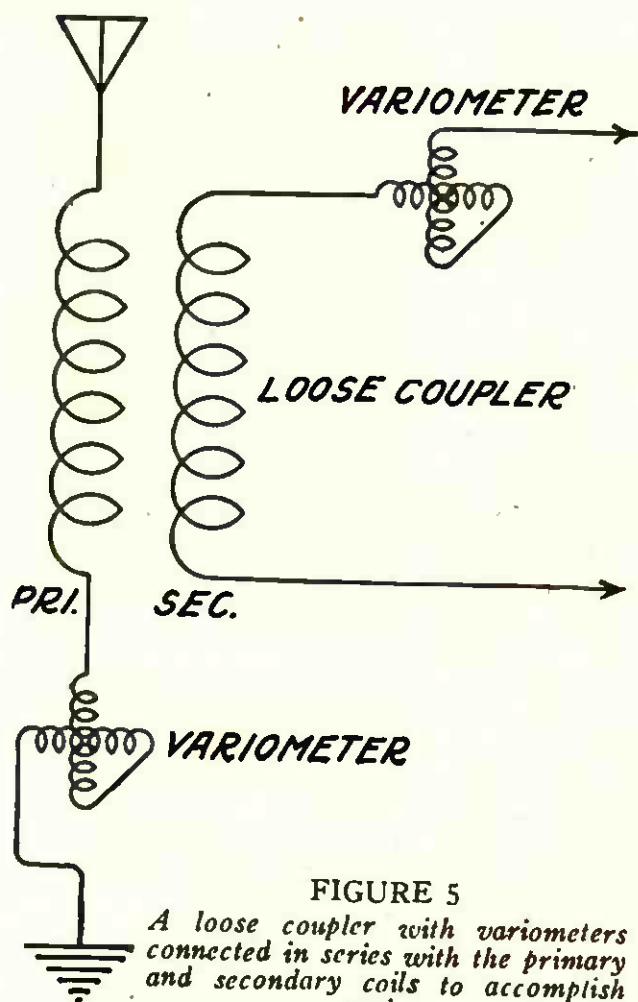 VARIOMETER
LOOSE COUPLER
PRI. SEC.
VARIOMETER
FIGURE 5
A loose coupler with variometers
connected in series with the primary
and secondary coils to accomplish